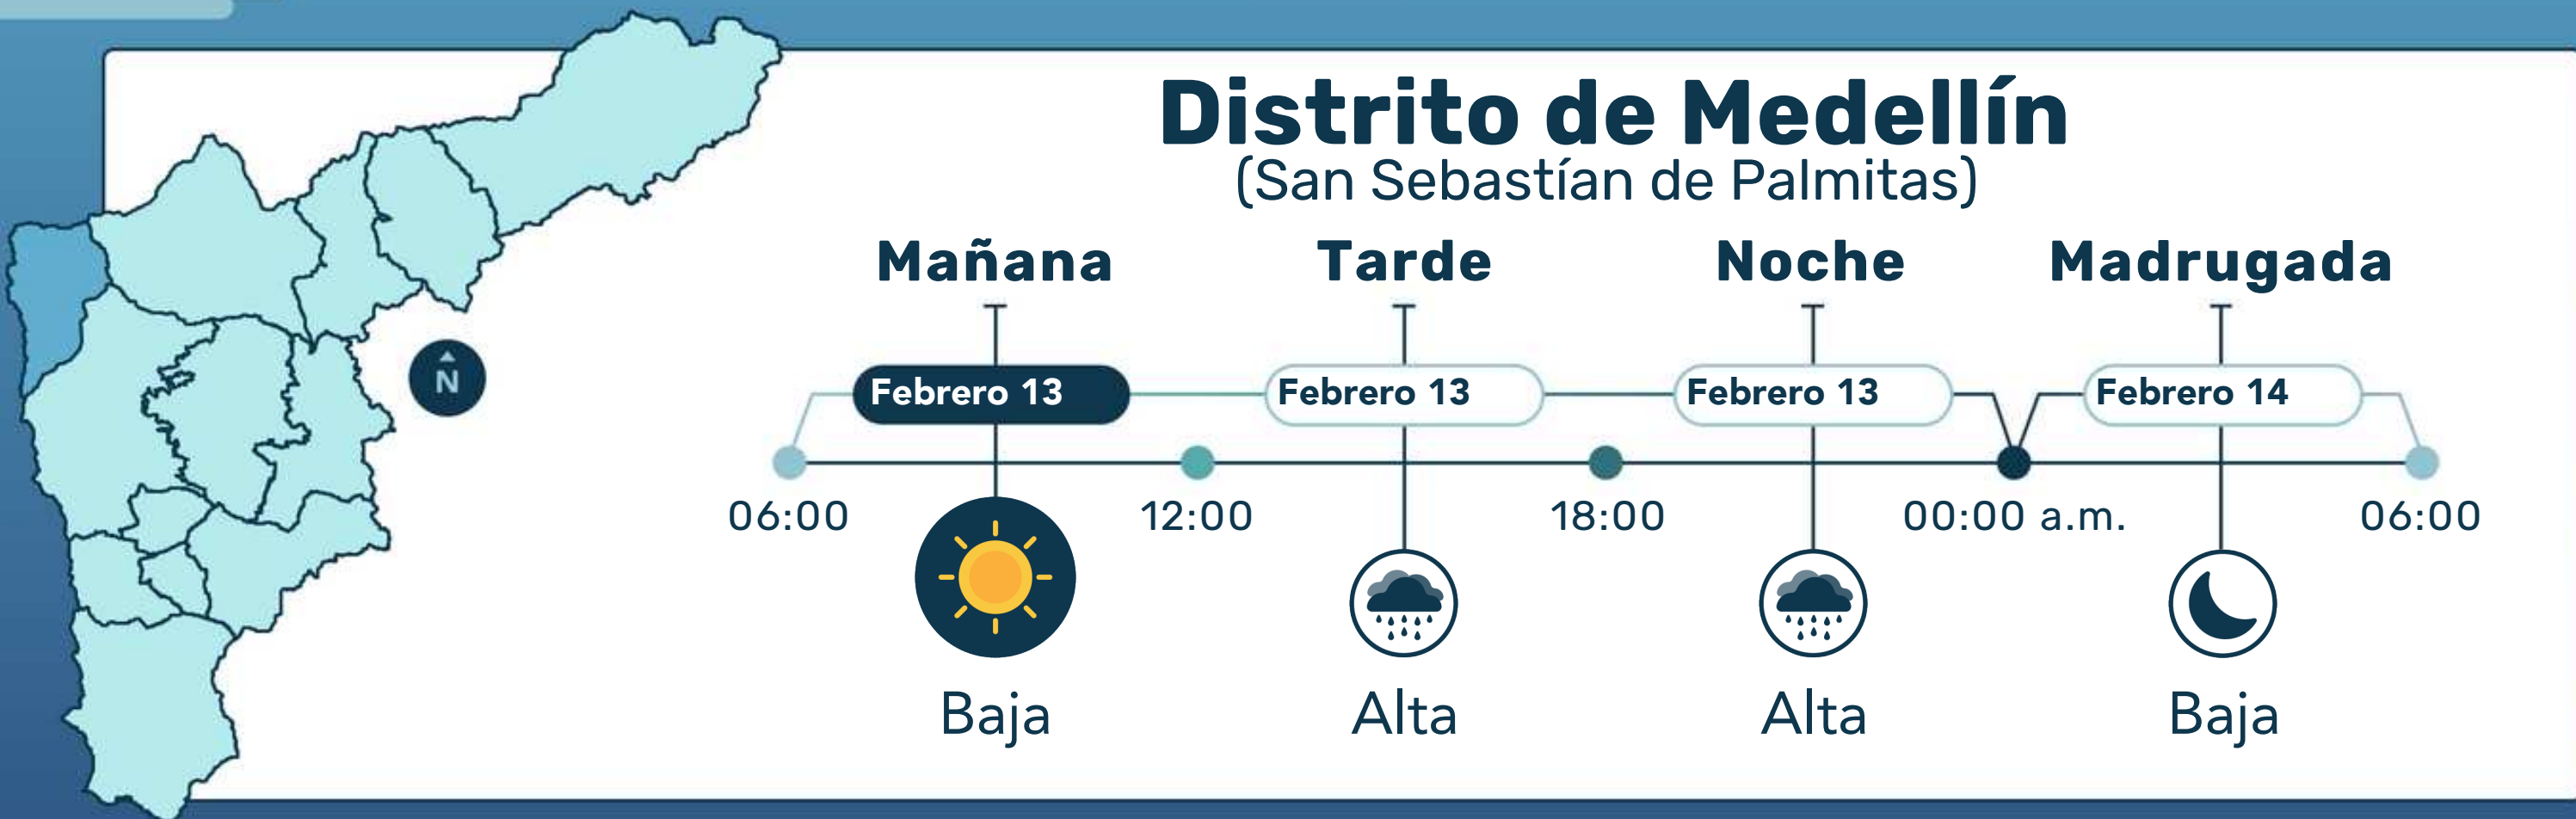 Distrito de Medellín
(San Sebastían de Palmitas)
Mañana Tarde Noche Madrugada
Febrero 13 Febrero 13 Febrero 13 Febrero 14
N
06:00 12:00 18:00 00:00 a.m. 06:00
Baja Alta Alta Baja